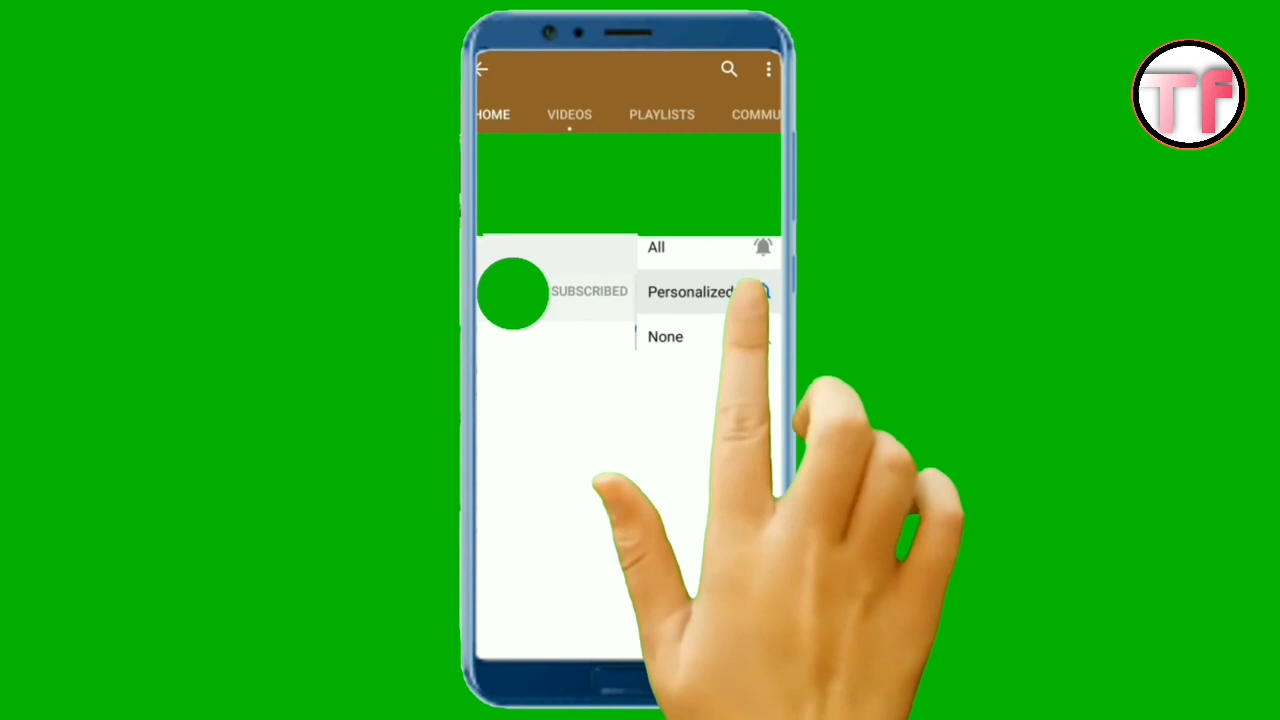 Tf
HOME VIDEOS PLAYLISTS COMMU
All
SUBSCRIBED Personalized
None